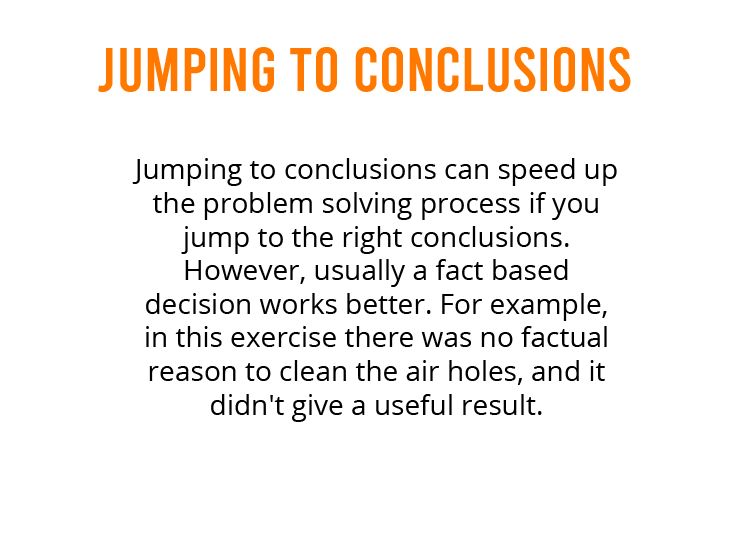 JUMPING TO CONCLUSIONS
Jumping to conclusions can speed up
the problem solving process if you
jump to the right conclusions.
However, usually a fact based
decision works better. For example,
in this exercise there was no factual
reason to clean the air holes, and it
didn't give a useful result.